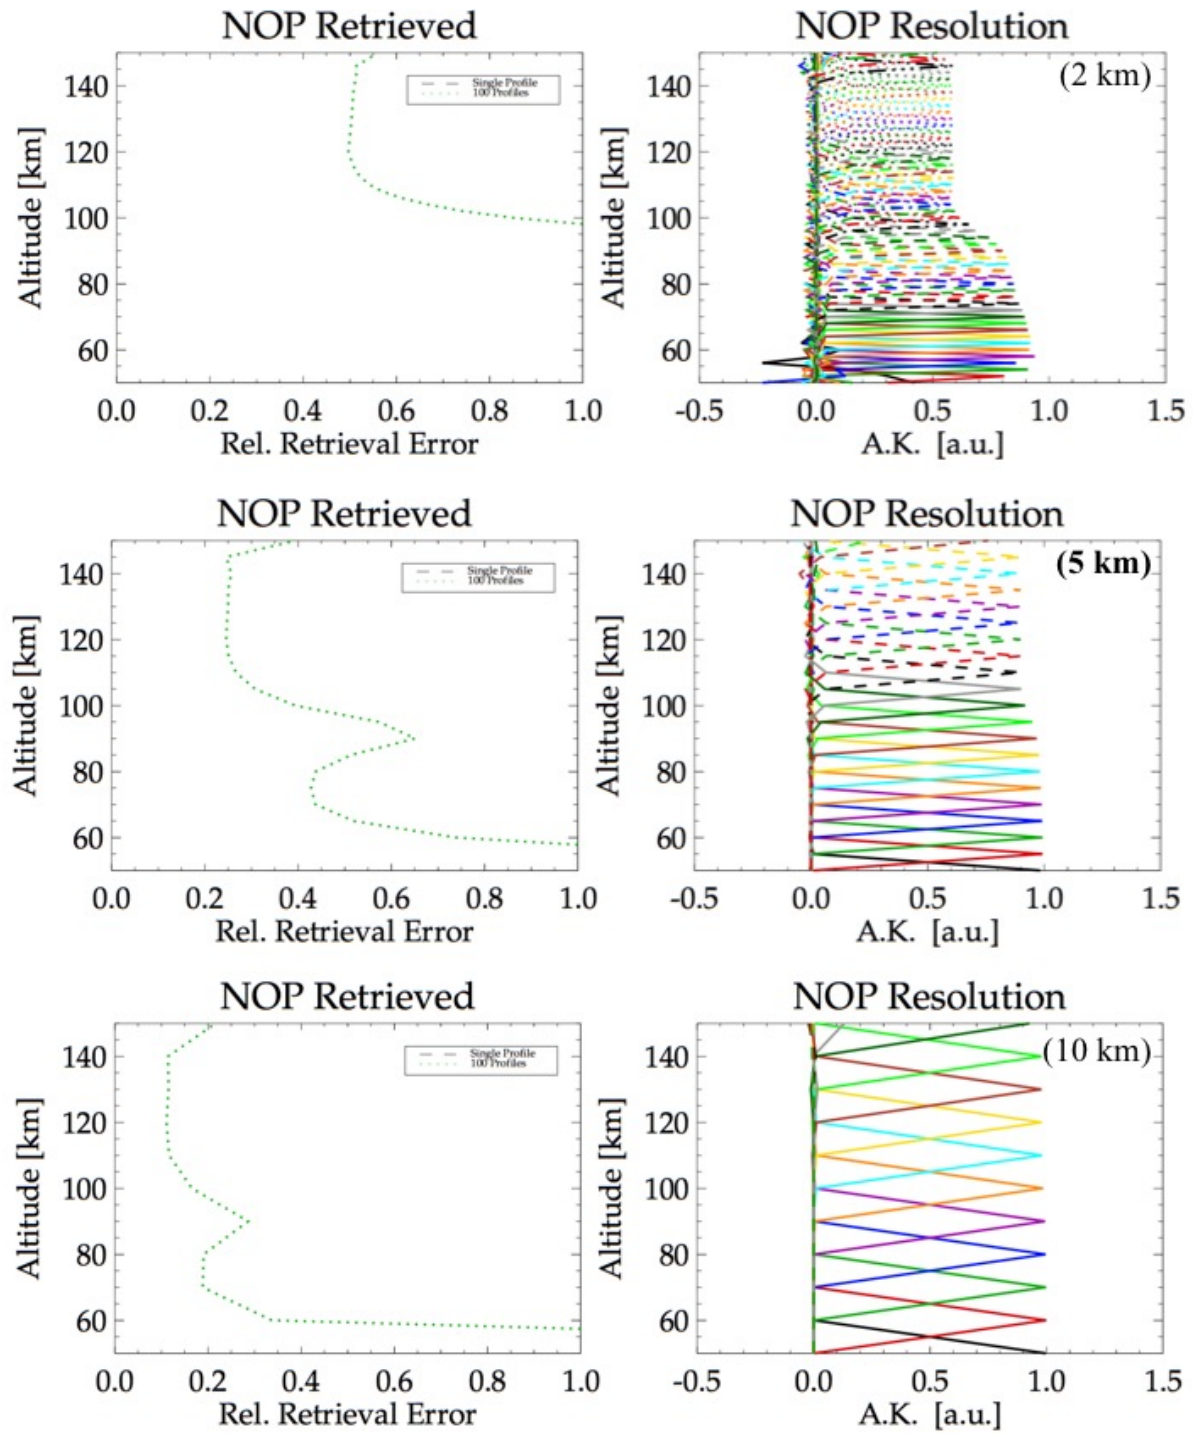 NOP Retrieved
NOP Resolution
Single Profile
100 Profiles
(2 km)
Altitude [km]
140
120
100
80
60
Altitude [km]
140
120
100
80
60
0.0 0.2 0.4 0.6 0.8 1.0
-0.5 0.0 0.5 1.0 1.5
Rel. Retrieval Error
A.K. [a.u.]
NOP Retrieved
NOP Resolution
Single Profile
100 Profiles
(5 km)
Altitude [km]
140
120
100
80
60
Altitude [km]
140
120
100
80
60
0.0 0.2 0.4 0.6 0.8 1.0
-0.5 0.0 0.5 1.0 1.5
Rel. Retrieval Error
A.K. [a.u.]
NOP Retrieved
NOP Resolution
Single Profile
100 Profiles
(10 km)
Altitude [km]
140
120
100
80
60
Altitude [km]
140
120
100
80
60
0.0 0.2 0.4 0.6 0.8 1.0
-0.5 0.0 0.5 1.0 1.5
Rel. Retrieval Error
A.K. [a.u.]